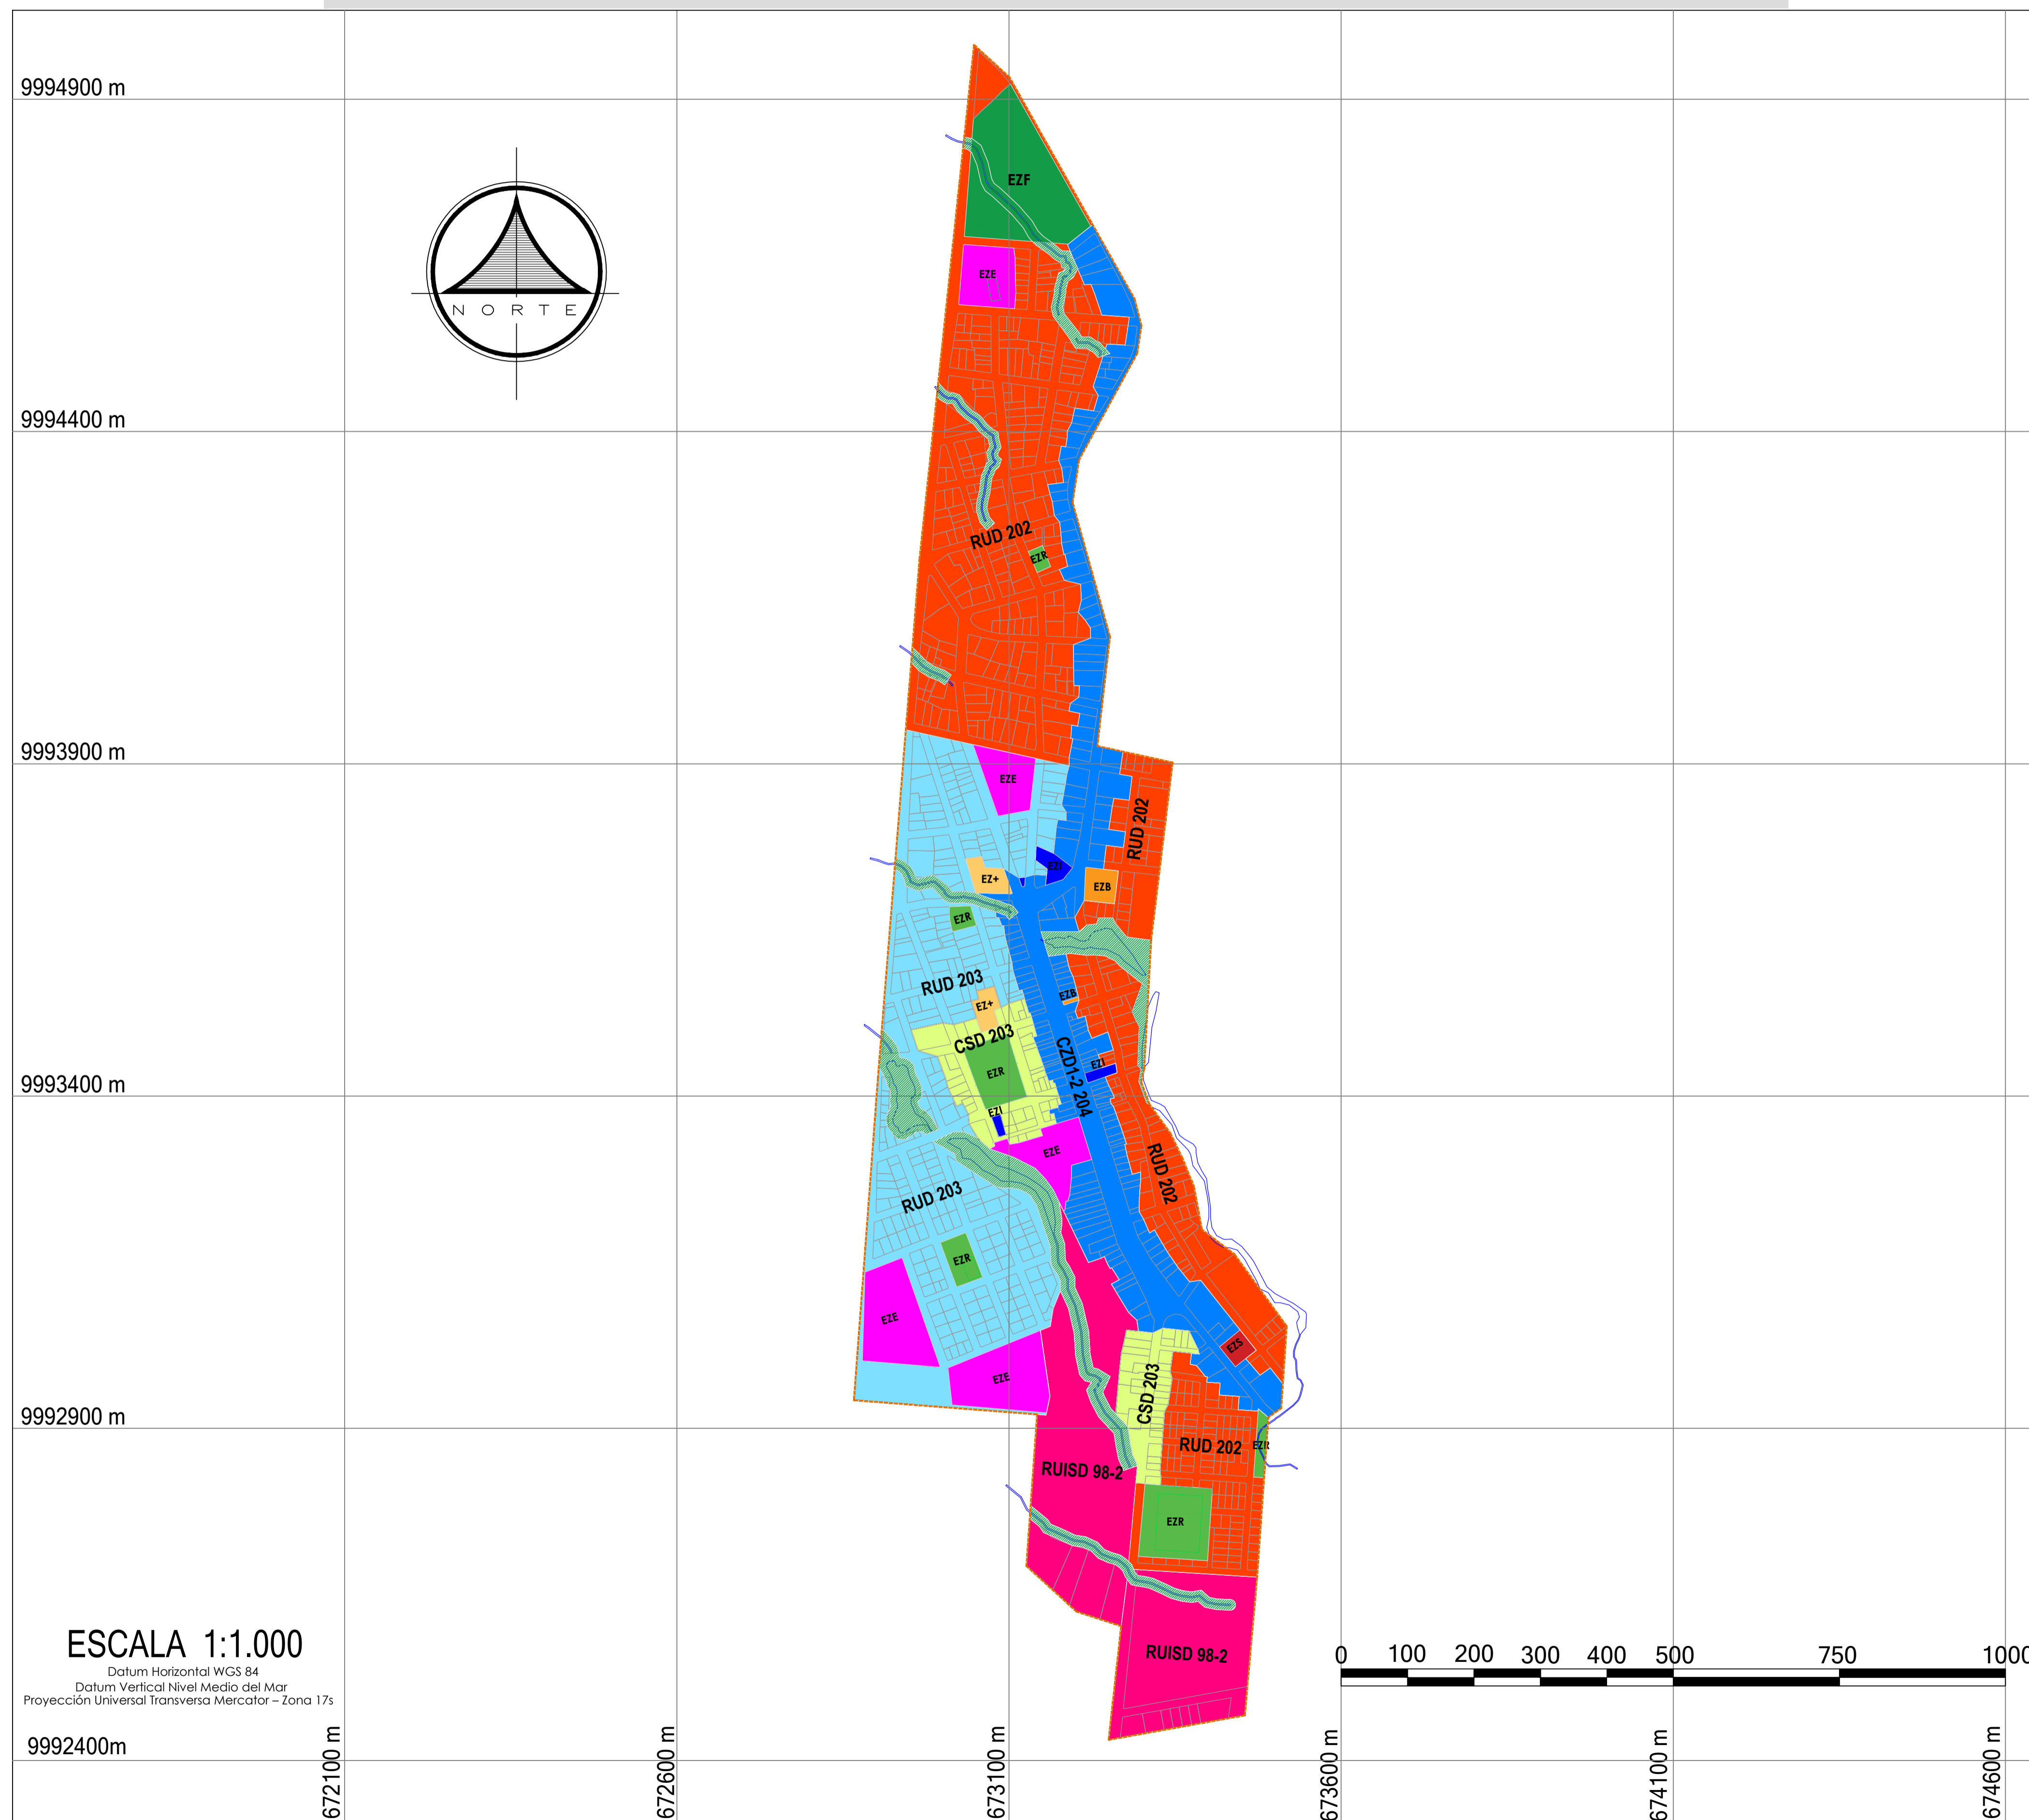 9994900 m
EZF
NORTE
EZE
9994400 m
RUD 202
EZR
9993900 m
EZE
RUD 202
EZI
EZ+
EZB
EZR
RUD 203
EZB
EZ+
CSD 203
CZD1-2 204
EZI
EZR
9993400 m
EZI
EZE
RUD 202
RUD 203
EZR
EZE
EZS
EZE
CSD 203
9992900 m
RUD 202
EZR
RUISD 98-2
EZR
ESCALA 1:1.000
Datum Horizontal WGS 84
Datum Vertical Nivel Medio del Mar
Proyección Universal Transversa Mercator – Zona 17s
RUISD 98-2
0 100 200 300 400 500 750 1000
9992400m
672100 m
672600 m
673100 m
673600 m
674100 m
674600 m